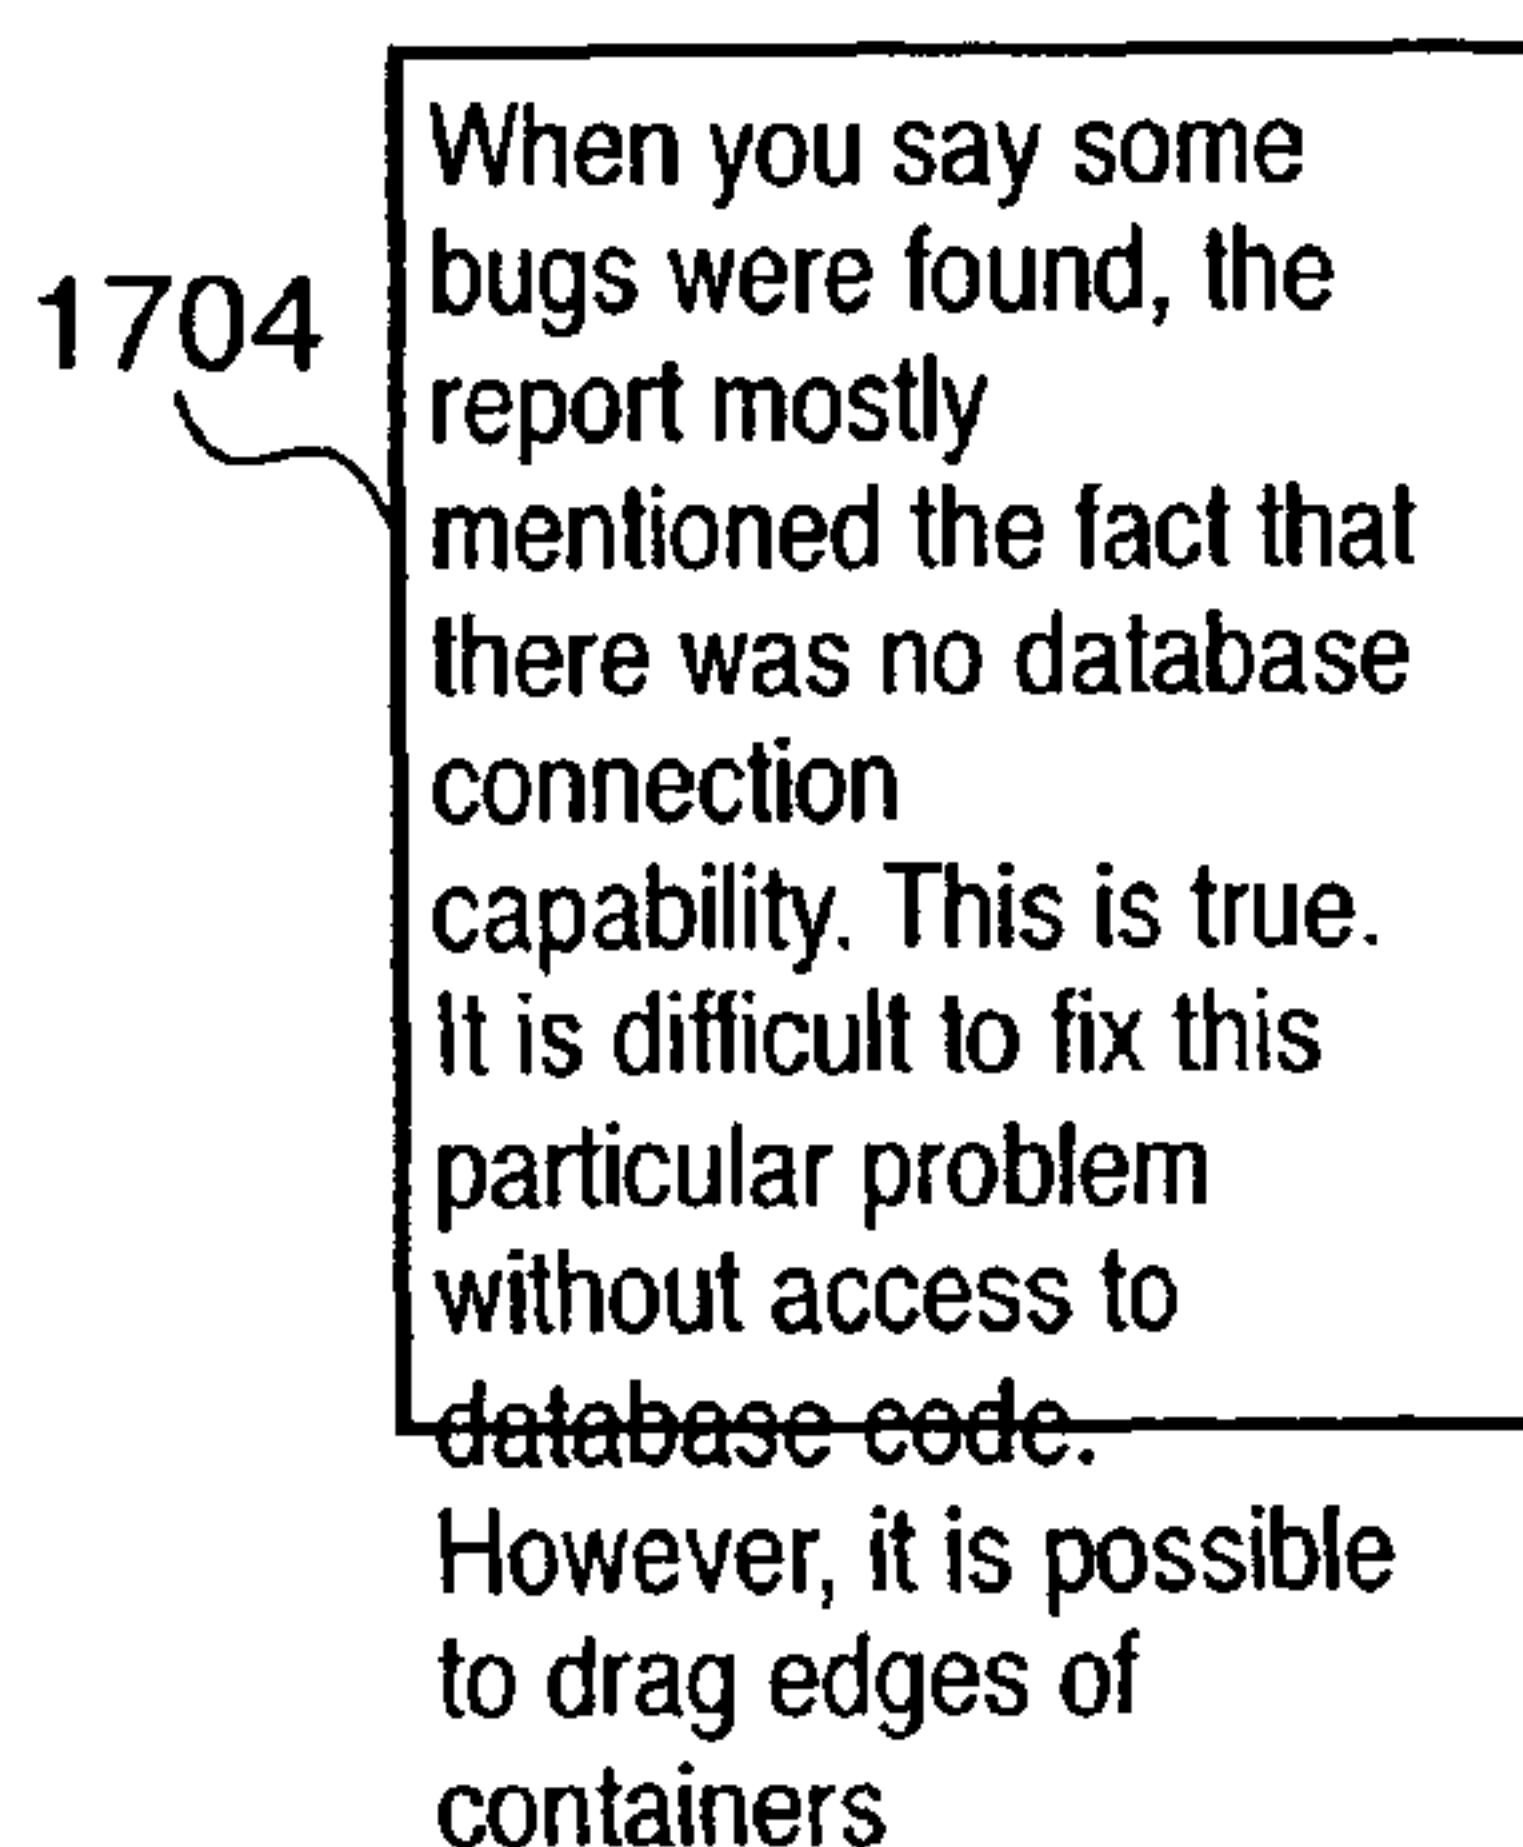 When you say some
bugs were found, the
1704
report mostly
mentioned the fact that
there was no database
connection
capability. This is true.
It is difficult to fix this
particular problem
without access to
database code.
However, it is possible
to drag edges of
containers